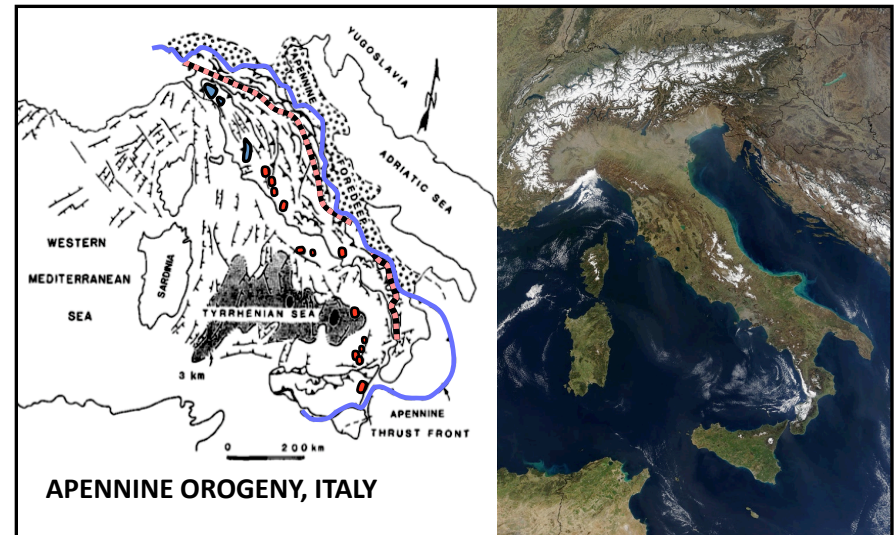 YUGOSLAVIA
N
APENNINE
FOREDEEP
ADRIATIC SEA
WESTERN
MEDITERRANEAN
SEA
SARDINIA
TYRRHENIAN SEA
3 km
APENNINE
THRUST FRONT
0 200 km
APENNINE OROGENY, ITALY